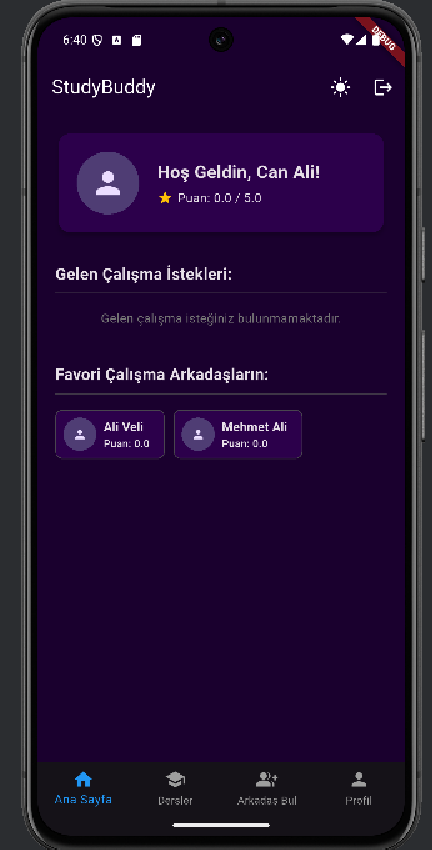 6:40
DEBUG
StudyBuddy
Hoş Geldin, Can Ali!
Puan: 0.0 / 5.0
Gelen Çalışma İstekleri:
Gelen çalışma isteğiniz bulunmamaktadır.
Favori Çalışma Arkadaşların:
Ali Veli
Puan: 0.0
Mehmet Ali
Puan: 0.0
Ana Sayfa
Dersler
Arkadaş Bul
Profil